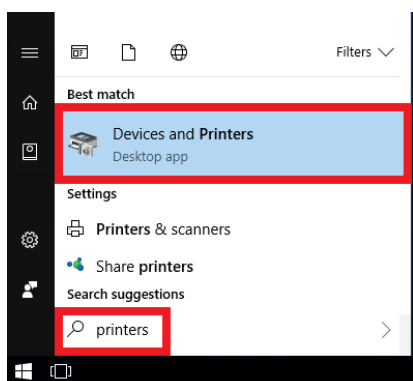 Filters
Best match
Devices and Printers
Desktop app
Settings
Printers & scanners
Share printers
Search suggestions
printers